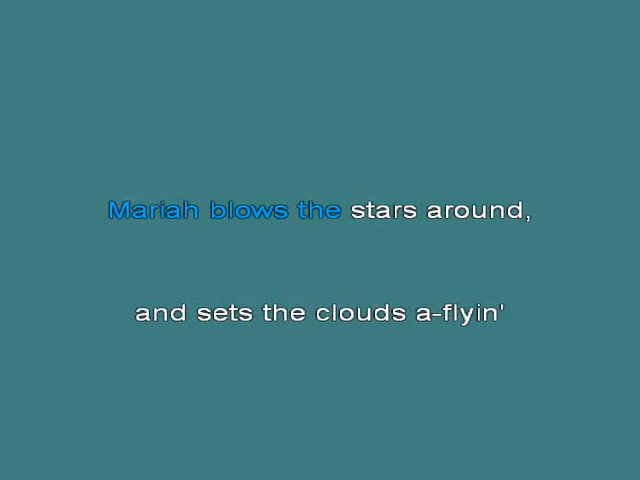 Mariah blows the stars around,
and sets the clouds a-flyin'